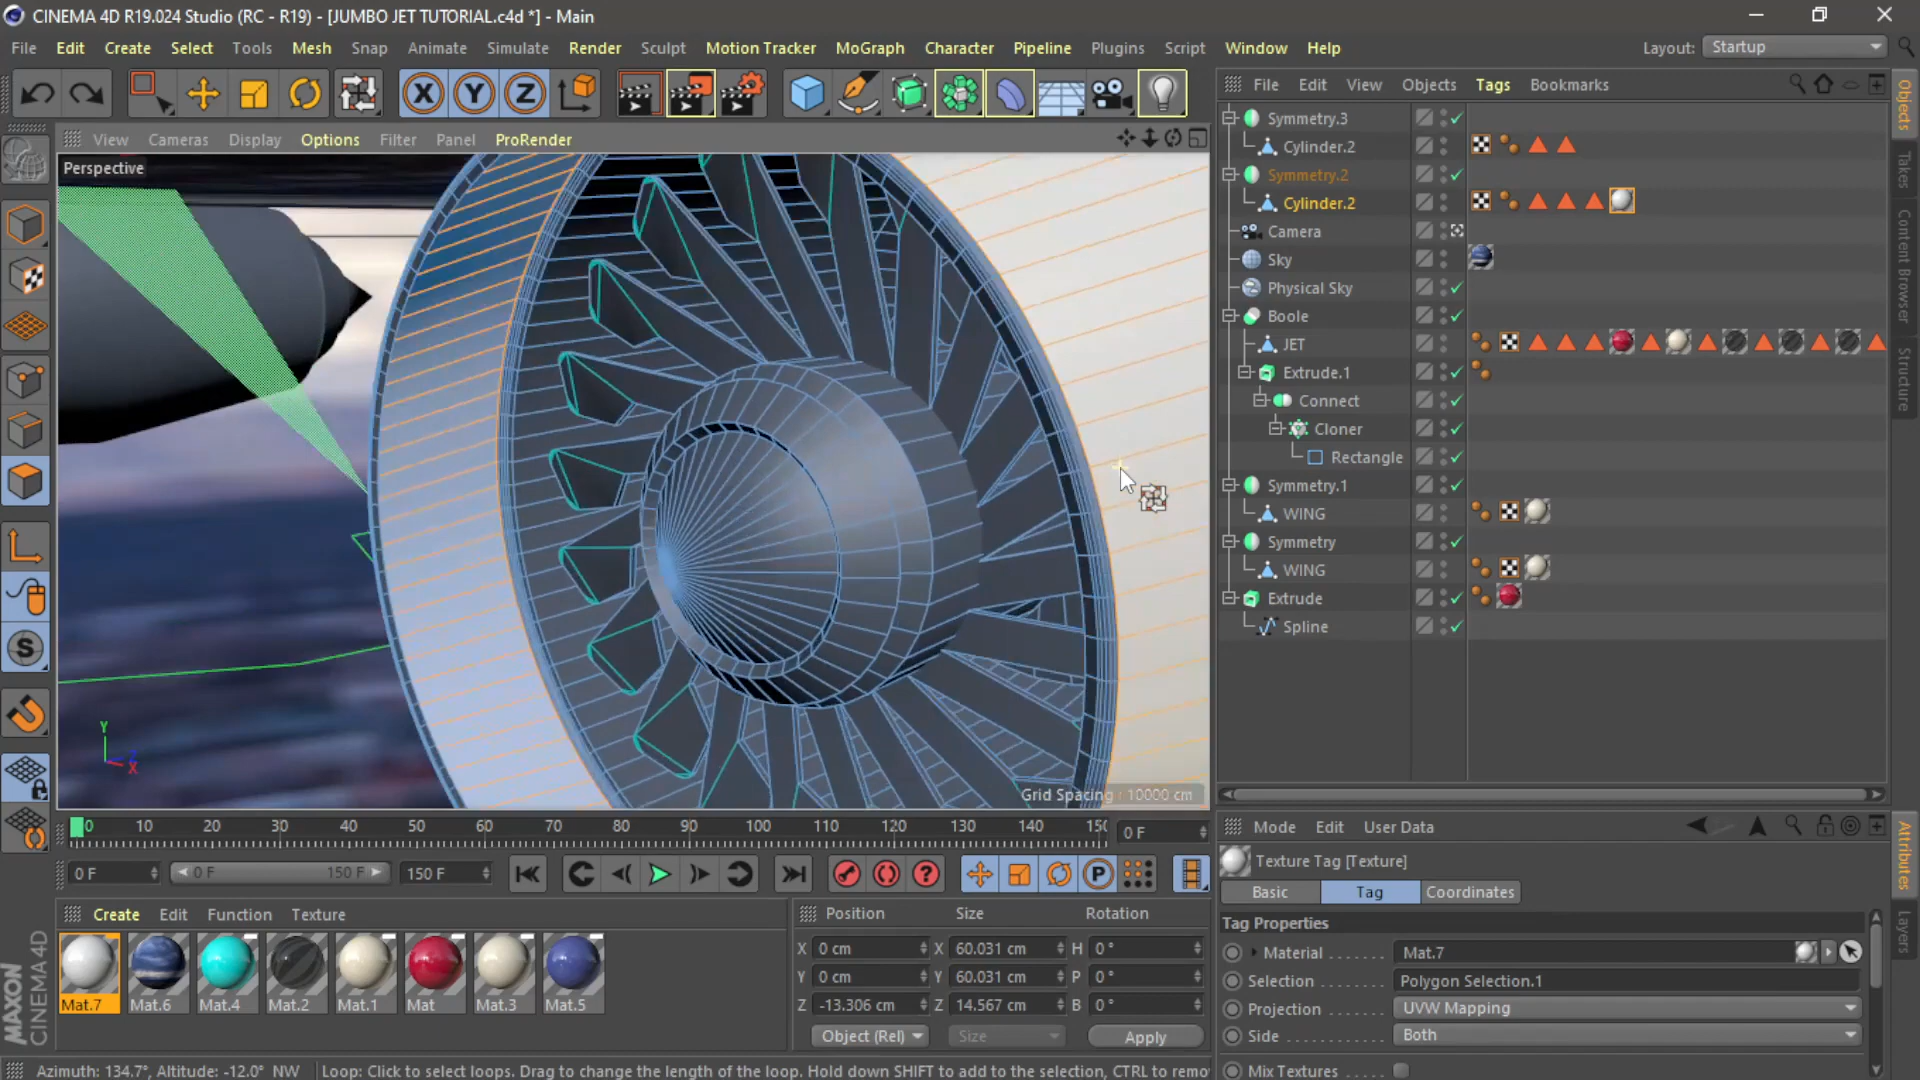 CINEMA 4D R19.024 Studio (RC - R19) - [JUMBO JET TUTORIAL.c4d *] - Main
File Edit Create Select Tools Mesh Snap Animate Simulate Render Sculpt Motion Tracker MoGraph Character Pipeline Plugins Script Window Help Layout: Startup
X Y Z
File Edit View Objects Tags Bookmarks
View Cameras Display Options Filter Panel ProRender
Perspective
Symmetry.3
Cylinder.2
Symmetry.2
Cylinder.2
Camera
Sky
Physical Sky
Boole
JET
Extrude.1
Connect
Cloner
Rectangle
Symmetry.1
WING
Symmetry
WING
Extrude
Spline
Objects
Takes
Content Browser
Structure
Y
Z
X
Grid Spacing : 10000 cm
0 10 20 30 40 50 60 70 80 90 100 110 120 130 140 150 0 F
0 F 0 F 150 F 150 F
P
Create Edit Function Texture
Mat.7 Mat.6 Mat.4 Mat.2 Mat.1 Mat Mat.3 Mat.5
MAXON
CINEMA 4D
Position Size Rotation
X 0 cm X 60.031 cm H 0 °
Y 0 cm Y 60.031 cm P 0 °
Z -13.306 cm Z 14.567 cm B 0 °
Object (Rel) Size Apply
Mode Edit User Data
Texture Tag [Texture]
Basic Tag Coordinates
Tag Properties
Material Mat.7
Selection Polygon Selection.1
Projection UVW Mapping
Side Both
Mix Textures
Attributes
Layers
Azimuth: 134.7°, Altitude: -12.0° NW Loop: Click to select loops. Drag to change the length of the loop. Hold down SHIFT to add to the selection, CTRL to remo